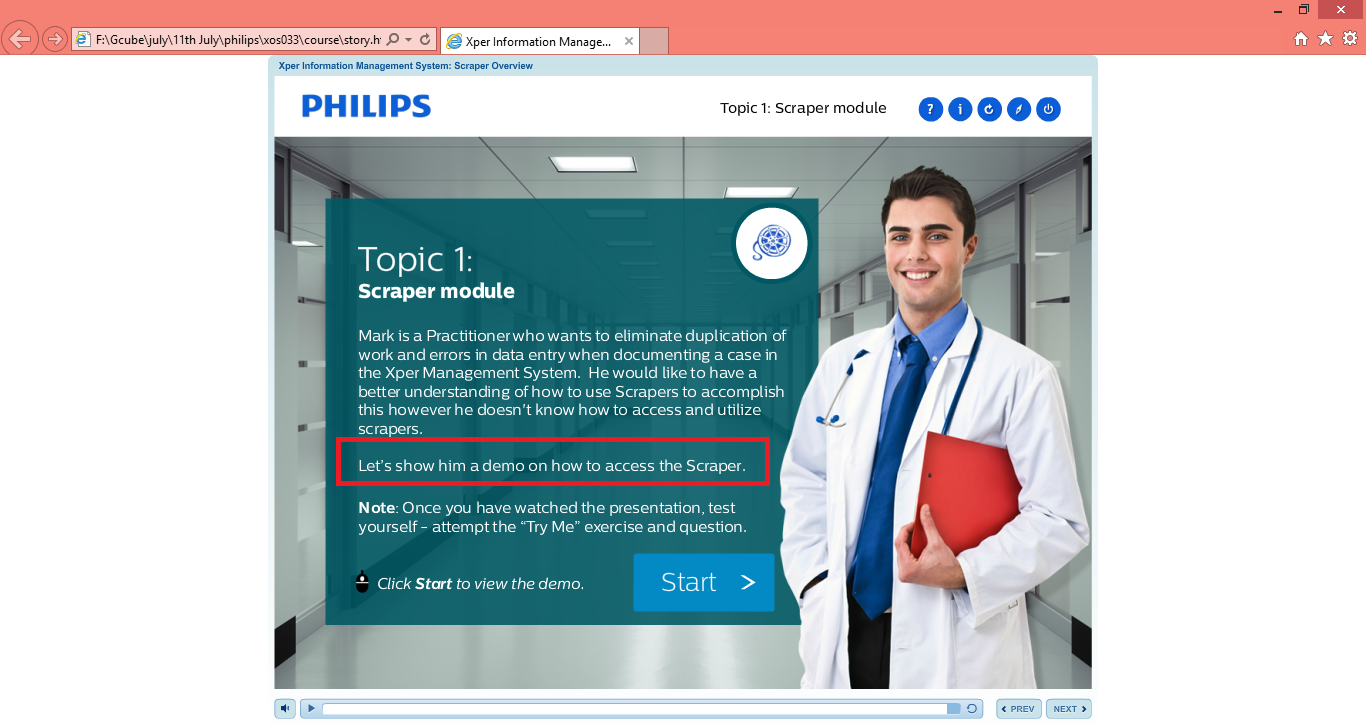 F:\Gcube\july\11th July\philips\xos033\course\story.h
Xper Information Manage...
Xper Information Management System: Scraper Overview
PHILIPS
Topic 1: Scraper module
? i
Topic 1:
Scraper module
Mark is a Practitioner who wants to eliminate duplication of
work and errors in data entry when documenting a case in
the Xper Management System.  He would like to have a
better understanding of how to use Scrapers to accomplish
this however he doesn’t know how to access and utilize
scrapers.
Let’s show him a demo on how to access the Scraper.
Note: Once you have watched the presentation, test
yourself - attempt the “Try Me” exercise and question.
Click Start to view the demo.
Start >
PREV
NEXT